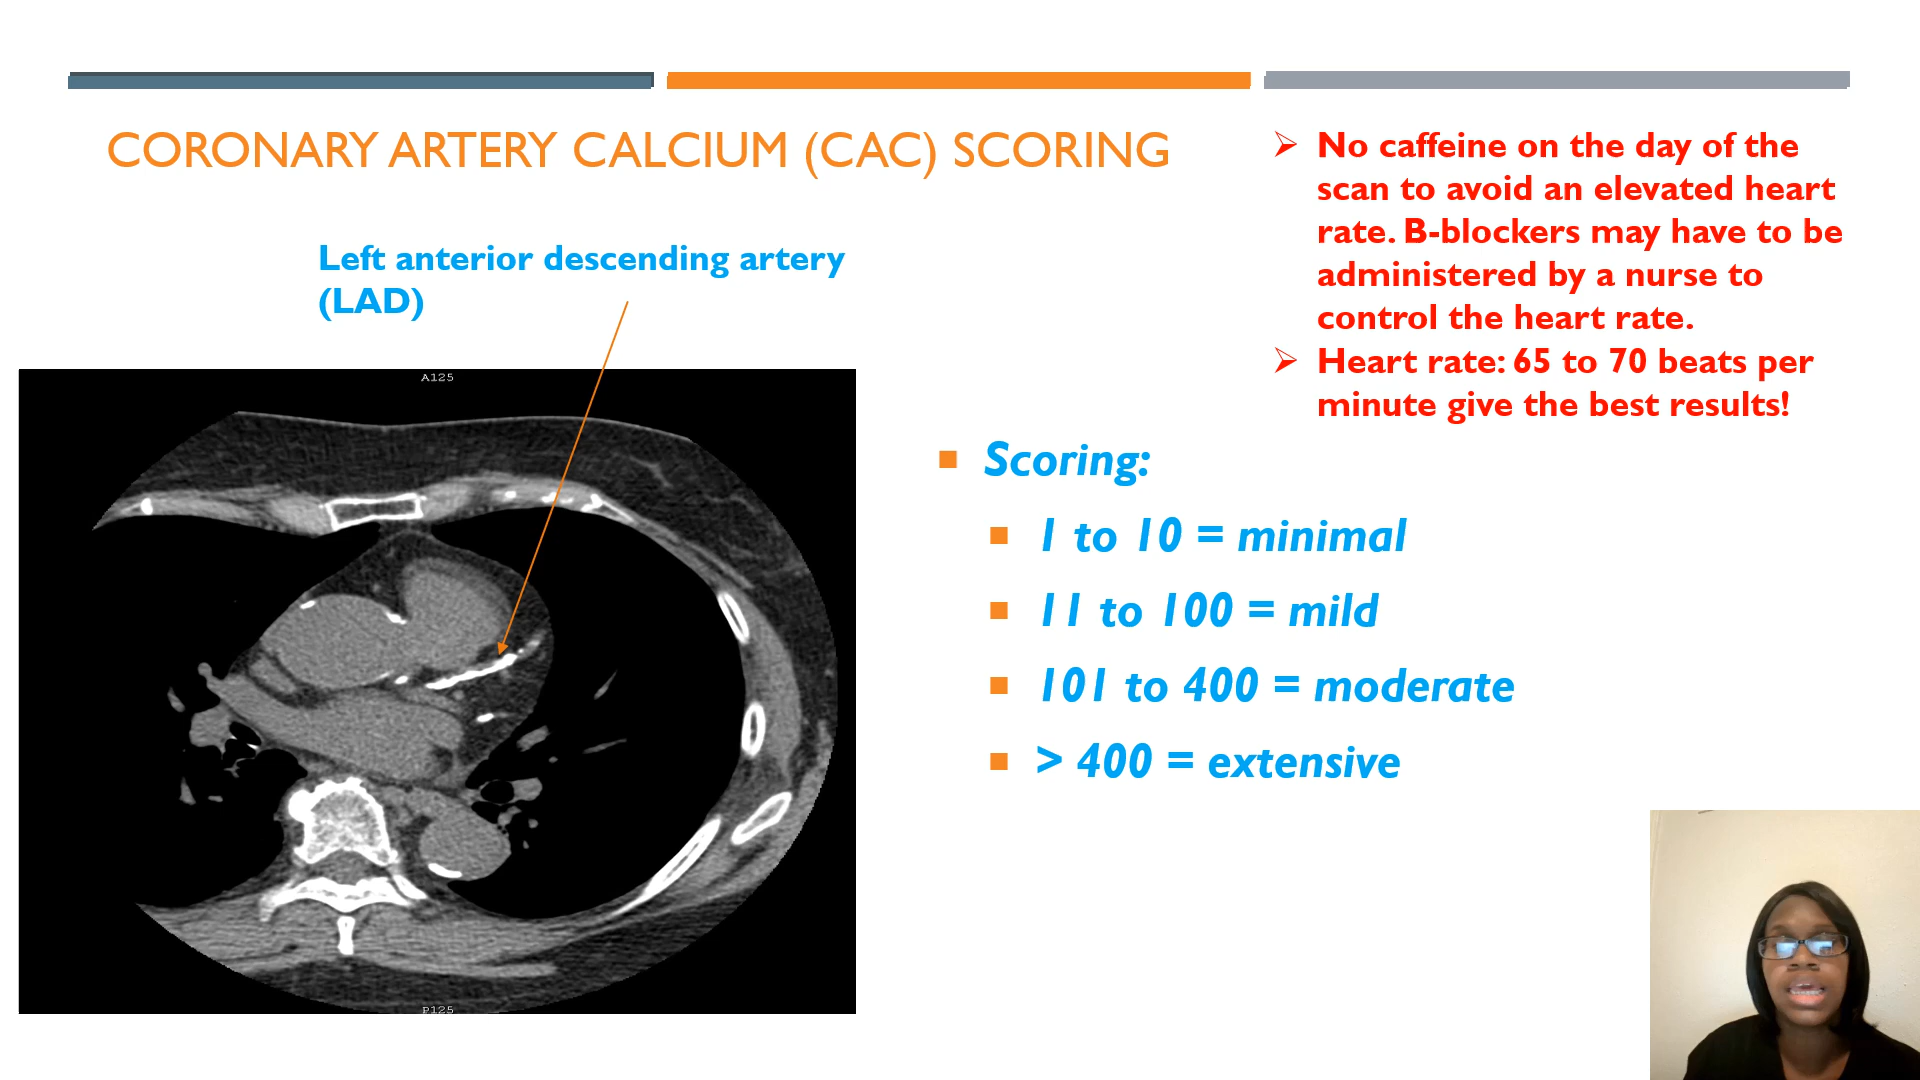 CORONARY ARTERY CALCIUM (CAC) SCORING
➢ No caffeine on the day of the
scan to avoid an elevated heart
rate. B-blockers may have to be
administered by a nurse to
control the heart rate.
➢ Heart rate: 65 to 70 beats per
minute give the best results!
Left anterior descending artery
(LAD)
A125
P125
■ Scoring:
■ 1 to 10 = minimal
■ 11 to 100 = mild
■ 101 to 400 = moderate
■ > 400 = extensive